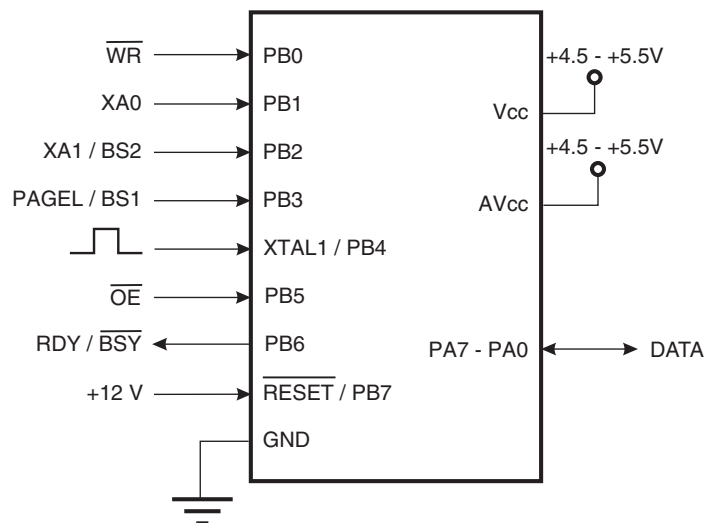 WR
PB0
XA0
PB1
XA1 / BS2
PB2
PAGEL / BS1
PB3
XTAL1 / PB4
OE
PB5
RDY / BSY
PB6
+12 V
RESET / PB7
GND
+4.5 - +5.5V
Vcc
+4.5 - +5.5V
AVcc
PA7 - PA0
DATA